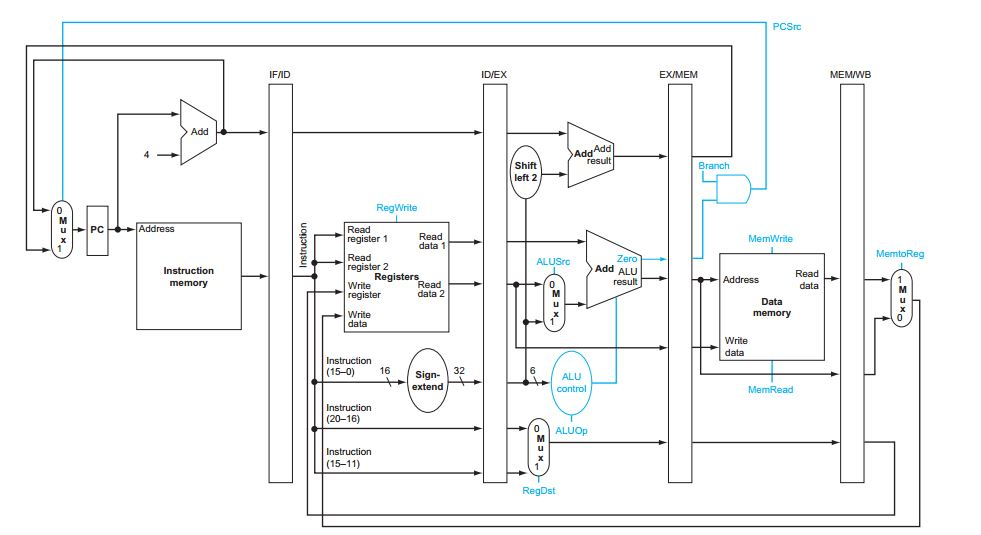 PCSrc
IF/ID
ID/EX
EX/MEM
MEM/WB
Add
4
0
M
u
x
1
PC
Address
Instruction
memory
Instruction
RegWrite
Read
register 1
Read
register 2
Registers
Write
register
Write
data
Read
data 1
Read
data 2
Instruction
(15–0)
16
Sign-
extend
32
Instruction
(20–16)
Instruction
(15–11)
Shift
left 2
Add
Add
result
ALUSrc
0
M
u
x
1
Add
Zero
ALU
result
6
ALU
control
ALUOp
0
M
u
x
1
RegDst
Branch
MemWrite
Address
Read
data
Data
memory
Write
data
MemRead
MemtoReg
1
M
u
x
0